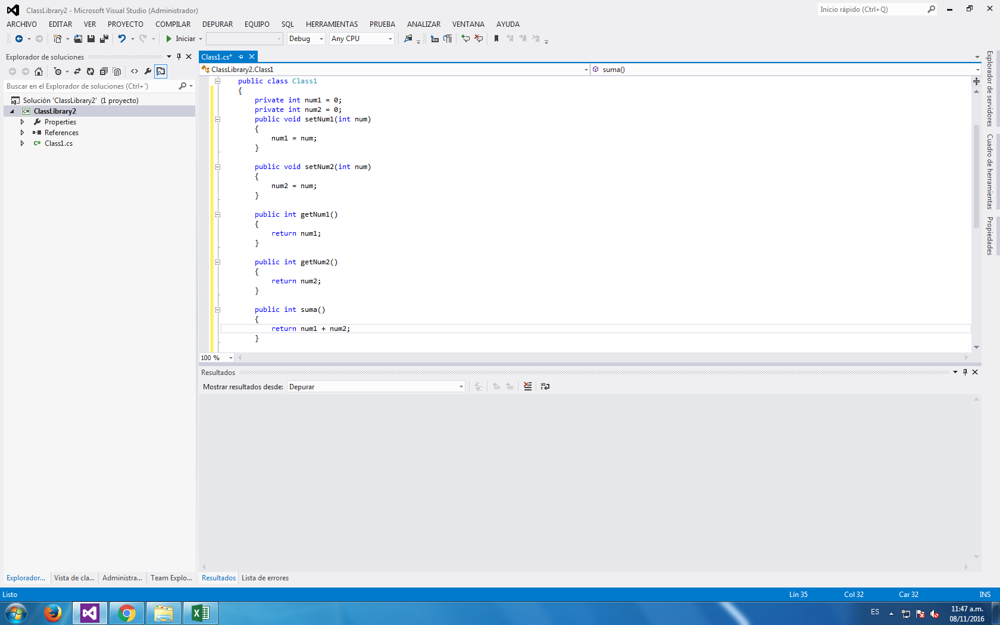 ClassLibrary2 - Microsoft Visual Studio (Administrador)
Inicio rápido (Ctrl+Q)
ARCHIVO EDITAR VER PROYECTO COMPILAR DEPURAR EQUIPO SQL HERRAMIENTAS PRUEBA ANALIZAR VENTANA AYUDA
Iniciar Debug Any CPU
Explorador de soluciones
Buscar en el Explorador de soluciones (Ctrl+´)
Solución 'ClassLibrary2' (1 proyecto)
C# ClassLibrary2
Properties
References
C# Class1.cs
Class1.cs*
ClassLibrary2.Class1
suma()
public class Class1
{
private int num1 = 0;
private int num2 = 0;
public void setNum1(int num)
{
num1 = num;
}
public void setNum2(int num)
{
num2 = num;
}
public int getNum1()
{
return num1;
}
public int getNum2()
{
return num2;
}
public int suma()
{
return num1 + num2;
}
100 %
Explorador de servidores
Cuadro de herramientas
Propiedades
Resultados
Mostrar resultados desde: Depurar
Explorador... Vista de cla... Administra... Team Explo...
Resultados Lista de errores
Listo
Lín 35 Col 32 Car 32 INS
ES
11:47 a.m.
08/11/2016